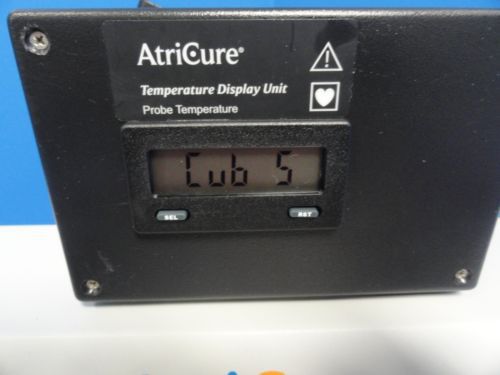 AtriCure®
Temperature Display Unit
Probe Temperature
Cub 5
SEL
RST